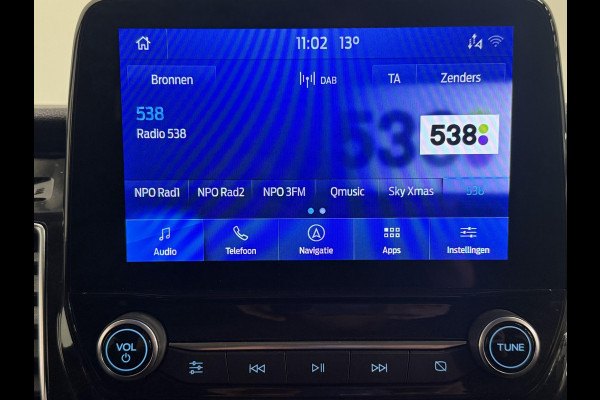 11:02 13°
Bronnen DAB TA Zenders
538
Radio 538
538
538
NPO Rad1 NPO Rad2 NPO 3FM Qmusic Sky Xmas 538
Audio Telefoon Navigatie Apps Instellingen
VOL TUNE